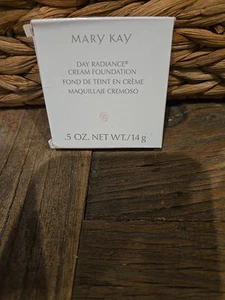 MARY KAY
DAY RADIANCE®
CREAM FOUNDATION
FOND DE TEINT EN CRÈME
MAQUILLAJE CREMOSO
.5 OZ. NET WT./14 g